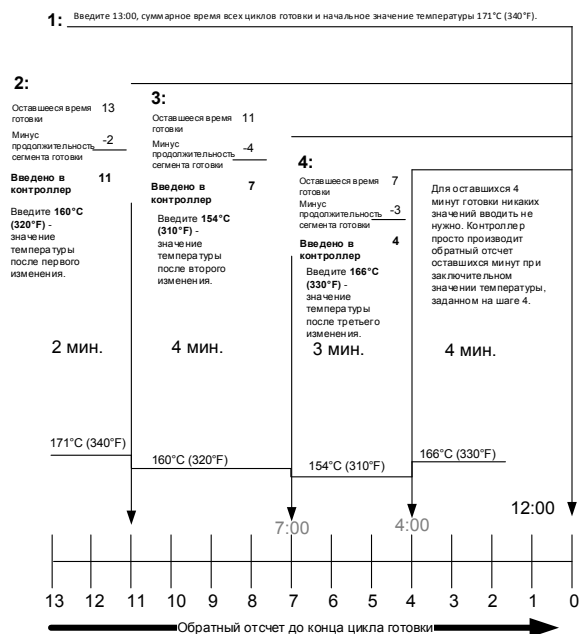 1: Введите 13:00, суммарное время всех циклов готовки и начальное значение температуры 171°C (340°F).
2:
Оставшееся время 13
готовки
Минус
продолжительность -2
сегмента готовки
Введено в 11
контроллер
Введите 160°C
(320°F) -
значение
температуры
после первого
изменения.
2 мин.
3:
Оставшееся время 11
готовки
Минус
продолжительность -4
сегмента готовки
Введено в 7
контроллер
Введите 154°C
(310°F) -
значение
температуры
после второго
изменения.
4 мин.
4:
Оставшееся время 7
готовки
Минус
продолжительность -3
сегмента готовки
Введено в 4
контроллер
Введите 166°C
(330°F) -
значение
температуры
после третьего
изменения.
3 мин.
Для оставшихся 4
минут готовки никаких
значений вводить не
нужно. Контроллер
просто производит
обратный отсчет
оставшихся минут при
заключительном
значении температуры,
заданном на шаге 4.
4 мин.
171°C (340°F)
160°C (320°F)
154°C (310°F)
166°C (330°F)
7:00
4:00
12:00
13 12 11 10 9 8 7 6 5 4 3 2 1 0
Обратный отсчет до конца цикла готовки